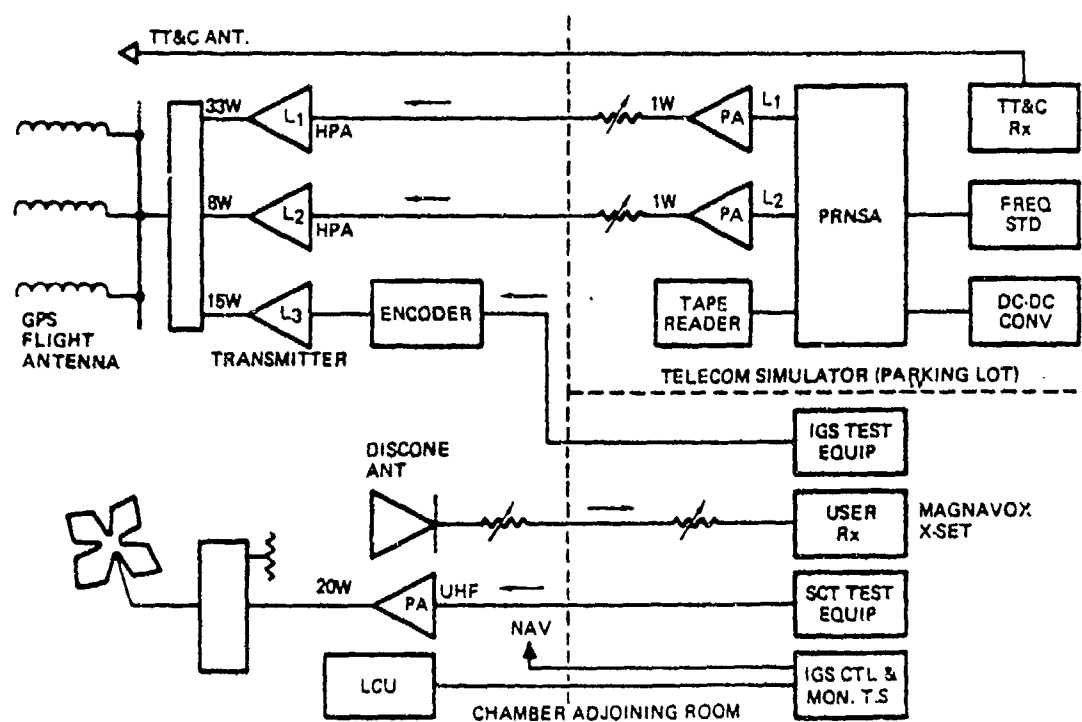 TT&C ANT.
33W
L1
HPA
1W
PA
L1
TT&C
Rx
8W
L2
HPA
1W
PA
L2
PRNSA
FREQ
STD
15W
L3
TRANSMITTER
ENCODER
TAPE
READER
DC-DC
CONV
GPS
FLIGHT
ANTENNA
TELECOM SIMULATOR (PARKING LOT)
IGS TEST
EQUIP
DISCONE
ANT
USER
Rx
MAGNAVOX
X-SET
20W
PA
UHF
SCT TEST
EQUIP
NAV
LCU
IGS CTL &
MON. T.S
CHAMBER ADJOINING ROOM